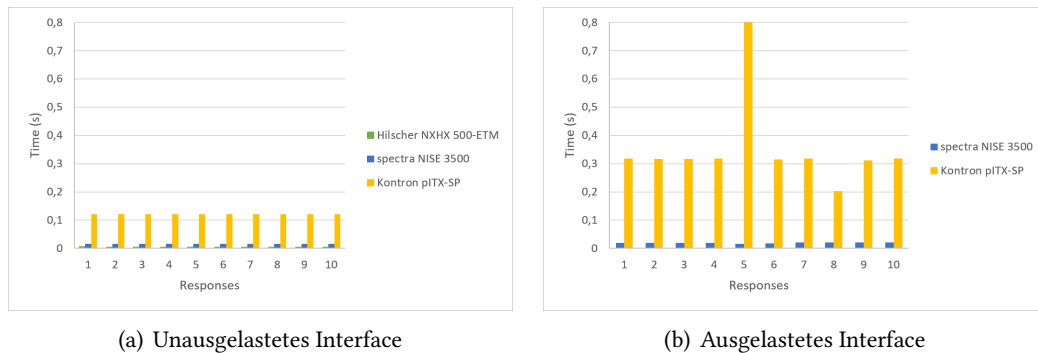 0,8
0,7
0,6
0,5
0,4
0,3
0,2
0,1
0
Time (s)
1 2 3 4 5 6 7 8 9 10
Responses
Hilscher NXHX 500-ETM
spectra NISE 3500
Kontron pITX-SP
(a) Unausgelastetes Interface
0,8
0,7
0,6
0,5
0,4
0,3
0,2
0,1
0
Time (s)
1 2 3 4 5 6 7 8 9 10
Responses
spectra NISE 3500
Kontron pITX-SP
(b) Ausgelastetes Interface